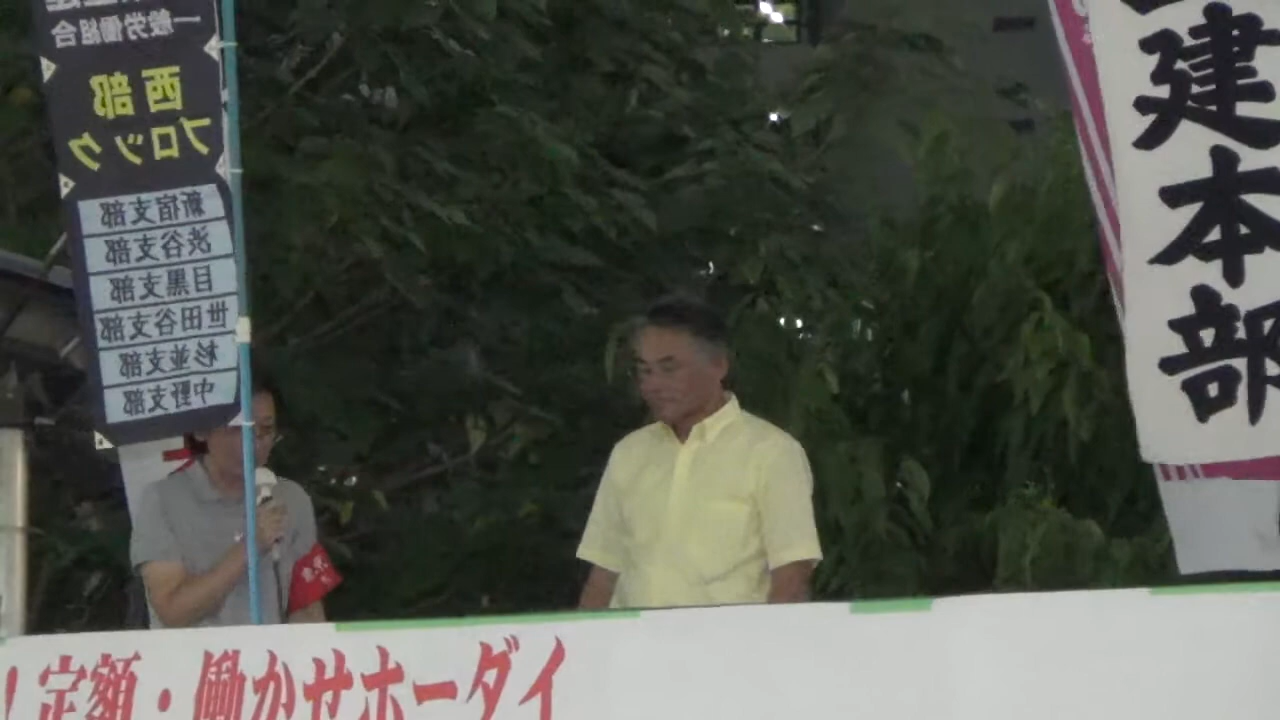 一般労働組合
西部
ブロック
新宿支部
渋谷支部
目黒支部
世田谷支部
杉並支部
中野支部
建本部
！定額・働かせホーダイ